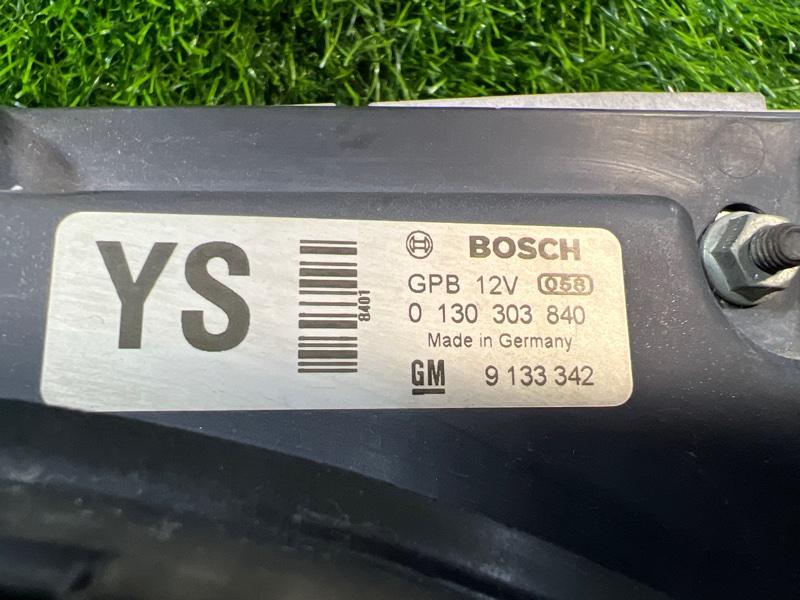 YS
8401
BOSCH
GPB 12V 058
0 130 303 840
Made in Germany
GM 9 133 342